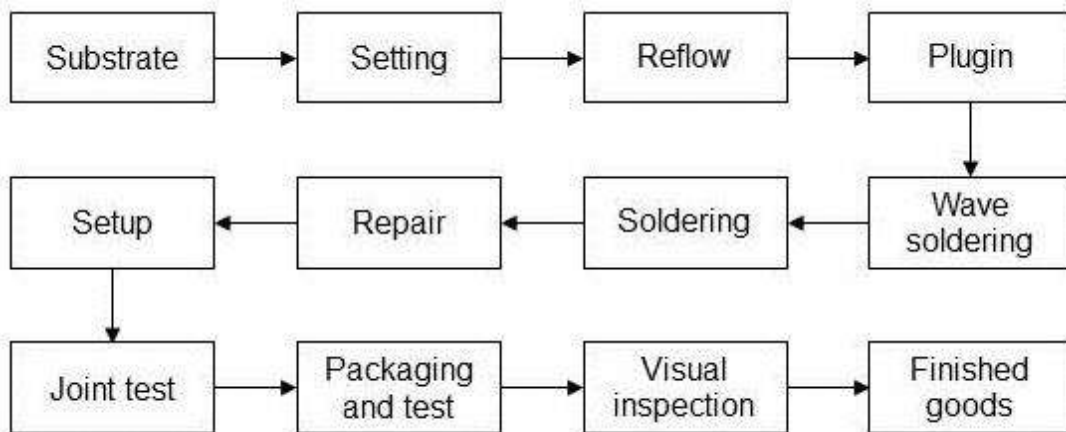 Substrate
Setting
Reflow
Plugin
Setup
Repair
Soldering
Wave
soldering
Joint test
Packaging
and test
Visual
inspection
Finished
goods